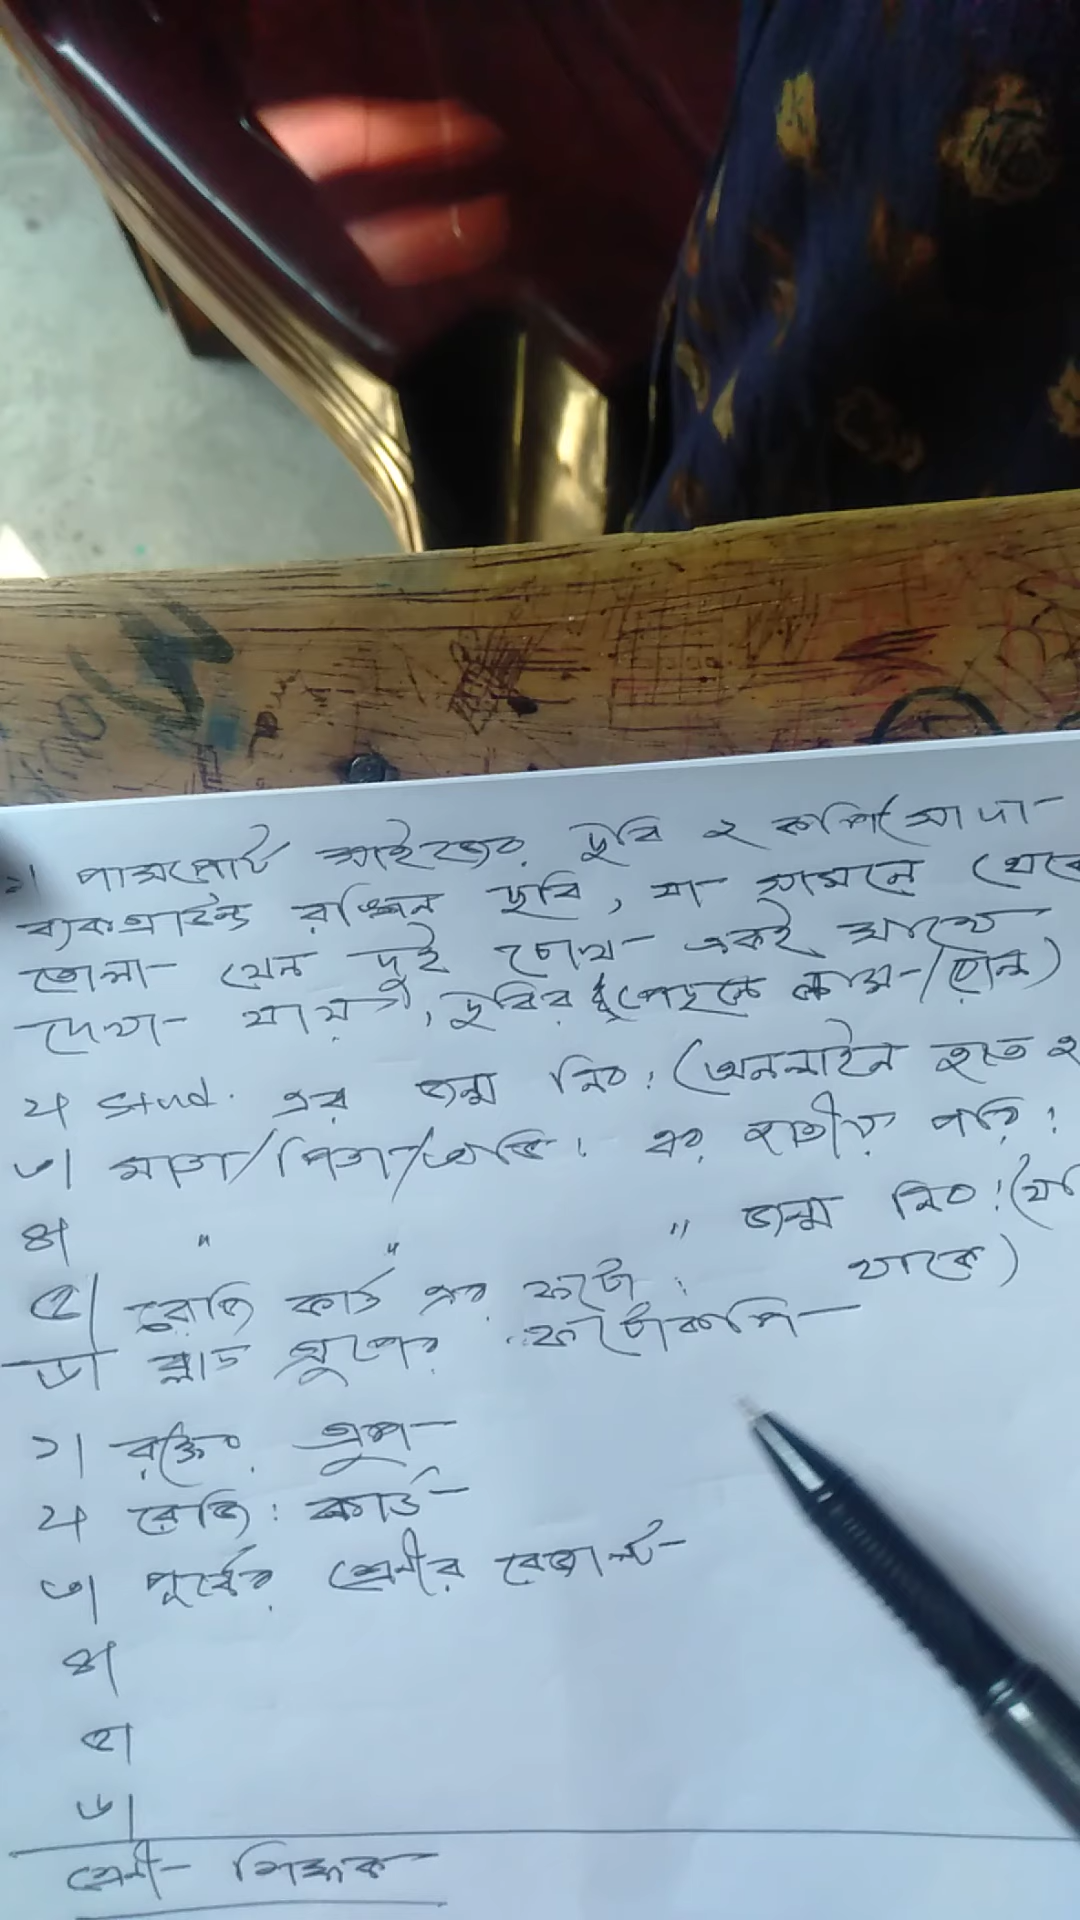 ১। পাসপোর্ট সাইজের ছবি ২ কপি (সাদা
ব্যাকগ্রাউন্ড রঙ্গিন ছবি, যা সামনে থেকে
তোলা যেন দুই চোখ একই সাথে
দেখা যায়, ছবির পেছনে নাম/রোল)
২। Stud. এর জন্ম নিব: (অনলাইন হতে হ
৩। মাতা/পিতা/অভি: এর জাতীয় পরি:
৪। " " " জন্ম নিব: (যদি
থাকে)
৫। রেজি কার্ড এর ফটো:
৬। ব্লাড গ্রুপের ফটোকপি
১। রক্তের গ্রুপ
২। রেজি: কার্ড
৩। পূর্বের শ্রেণীর রেজাল্ট
৪।
৫।
৬।
শ্রেণী শিক্ষক